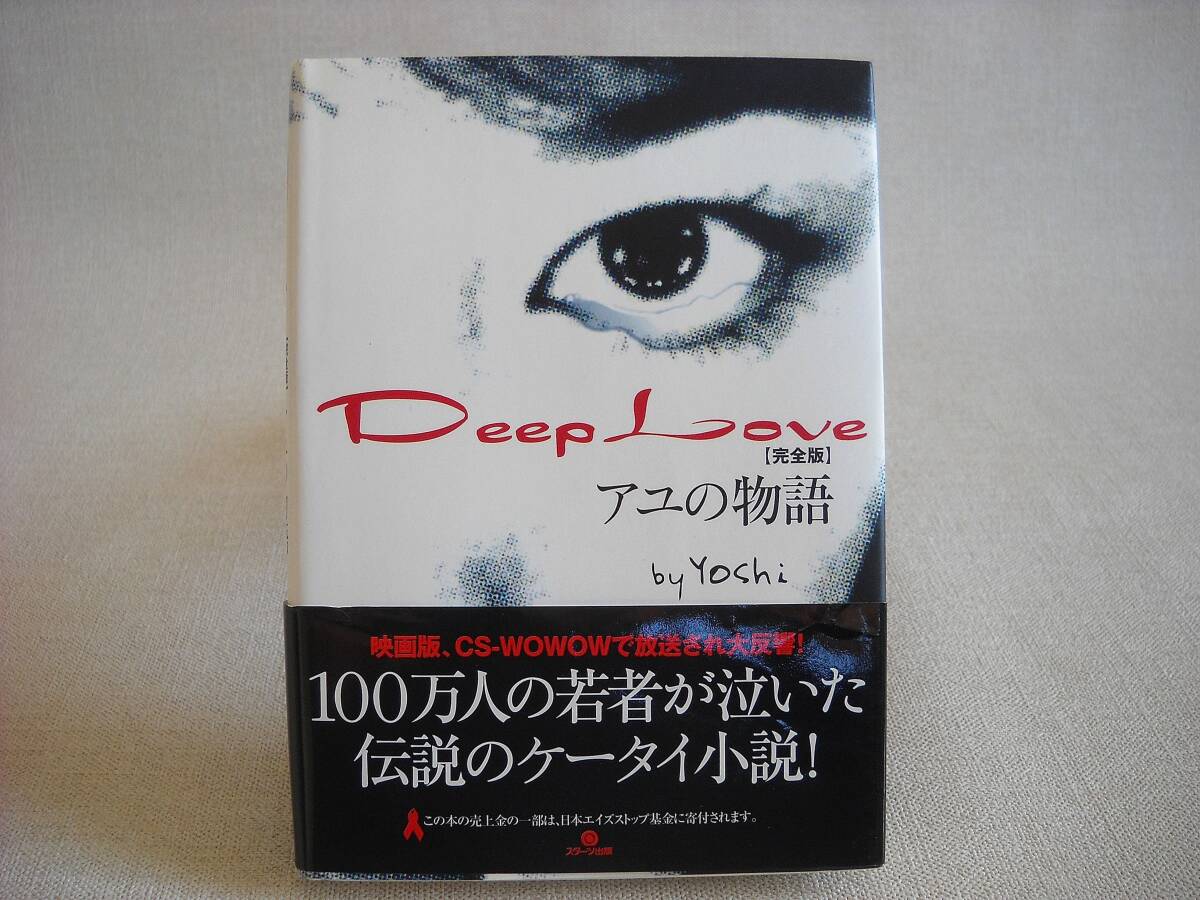 Deep Love
【完全版】
アユの物語
by Yoshi
映画版、CS-WOWOWで放送され大反響!
100万人の若者が泣いた
伝説のケータイ小説!
この本の売上金の一部は、日本エイズストップ基金に寄付されます。
スターツ出版